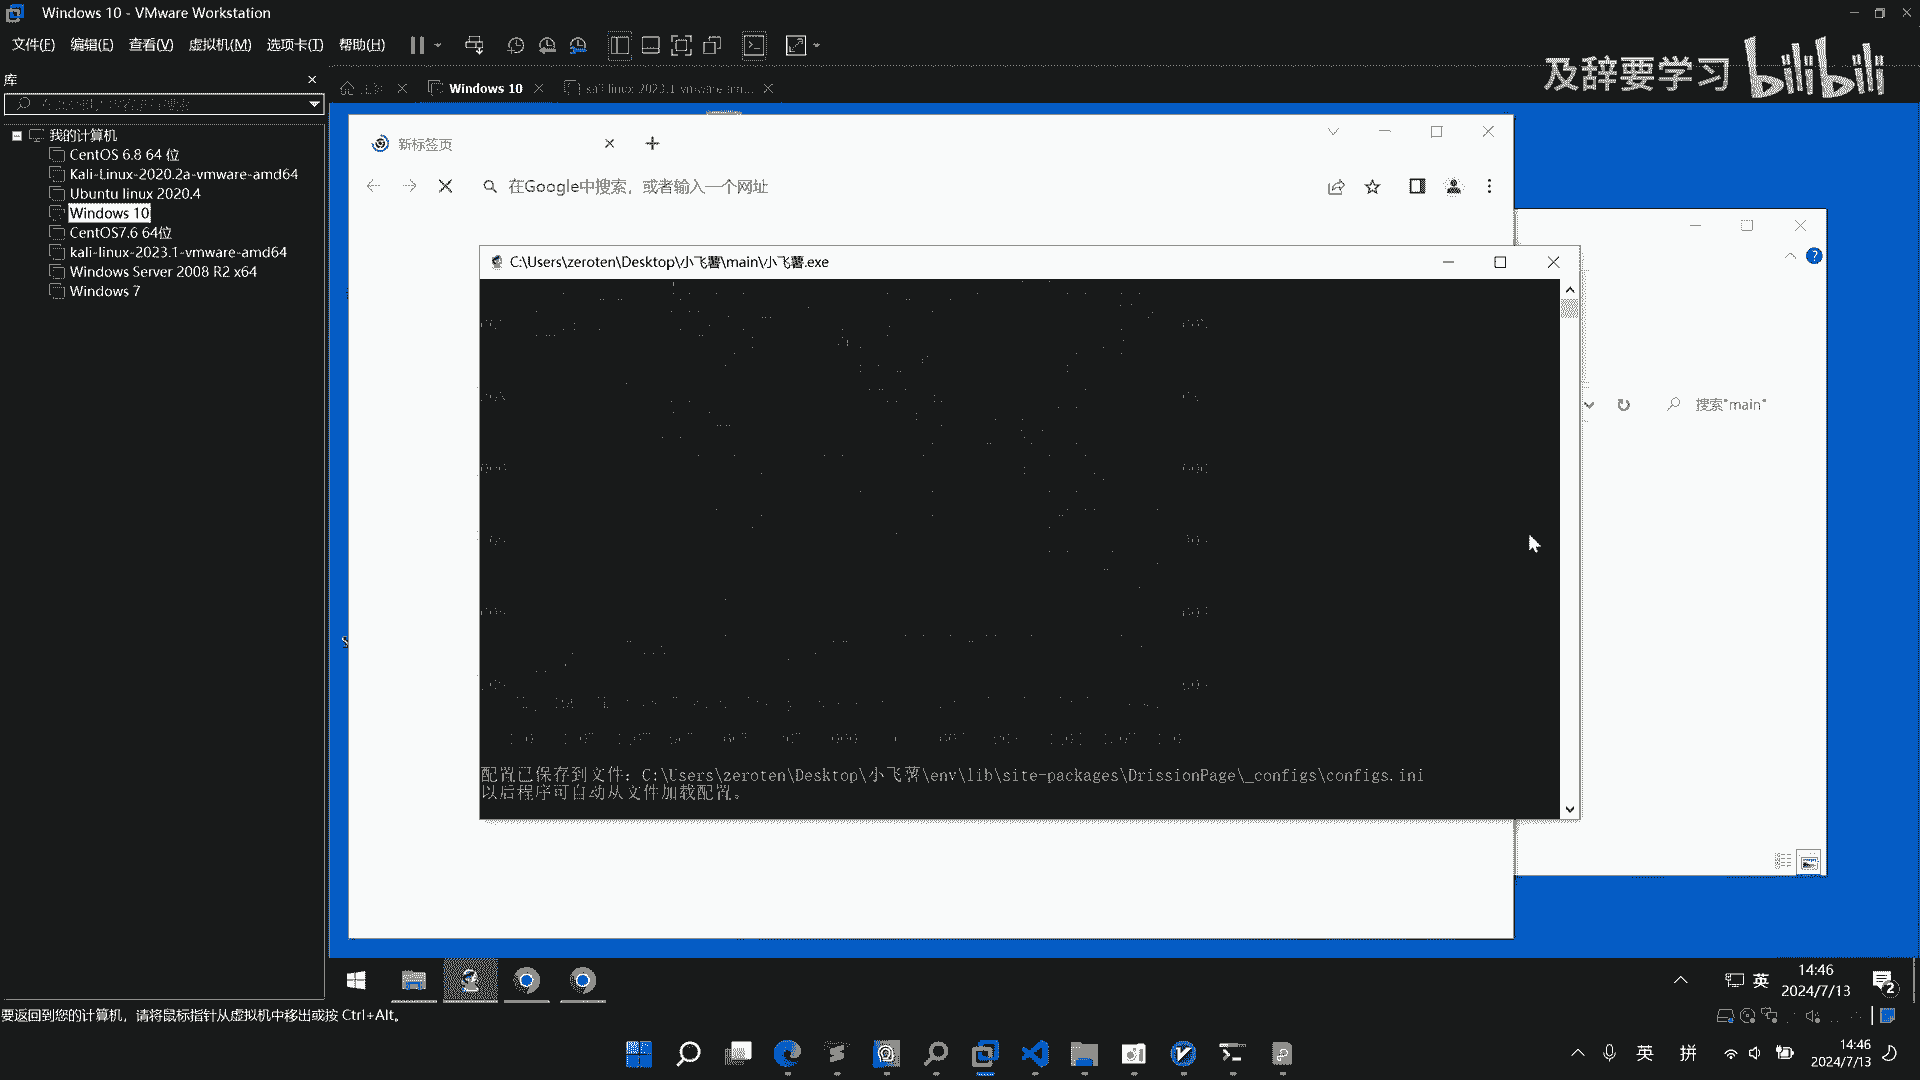 Windows 10 - VMware Workstation
文件(F) 编辑(E) 查看(V) 虚拟机(M) 选项卡(T) 帮助(H)
及辞要学习 bilibili
库
Windows 10
kali-linux-2023.1-vmware-am...
我的计算机
CentOS 6.8 64 位
Kali-Linux-2020.2a-vmware-amd64
Ubuntu linux 2020.4
Windows 10
CentOS7.6 64位
kali-linux-2023.1-vmware-amd64
Windows Server 2008 R2 x64
Windows 7
新标签页
在Google中搜索，或者输入一个网址
C:\Users\zeroten\Desktop\小飞薯\main\小飞薯.exe
搜索"main"
配置已保存到文件：C:\Users\zeroten\Desktop\小飞薯\env\lib\site-packages\DrissionPage\_configs\configs.ini
以后程序可自动从文件加载配置。
英
14:46
2024/7/13
2
要返回到您的计算机，请将鼠标指针从虚拟机中移出或按 Ctrl+Alt。
英 拼
14:46
2024/7/13